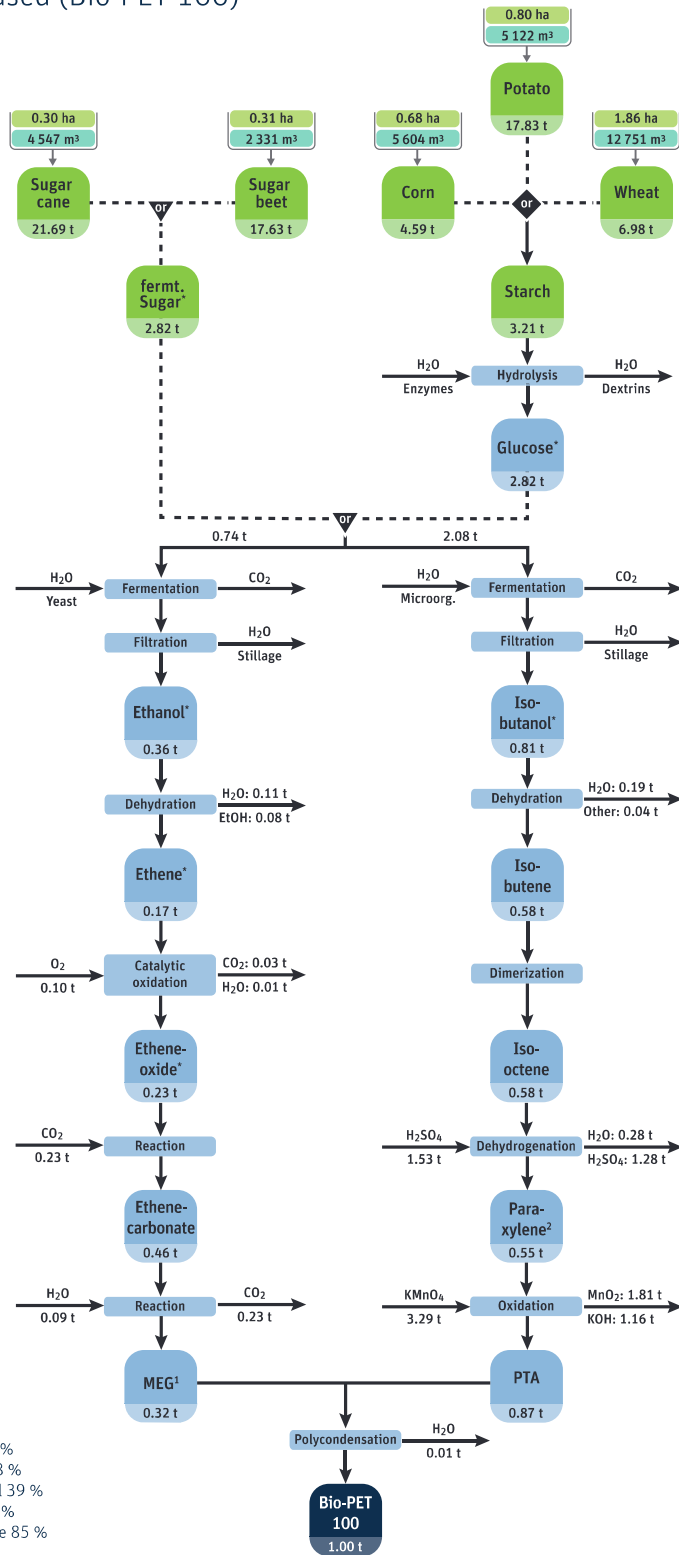 (Bio-PET 100)
0.80 ha
5 122 m³
Potato
17.83 t
0.30 ha
4 547 m³
Sugar
cane
21.69 t
0.31 ha
2 331 m³
Sugar
beet
17.63 t
0.68 ha
5 604 m³
Corn
4.59 t
1.86 ha
12 751 m³
Wheat
6.98 t
or
or
fermt.
Sugar*
2.82 t
Starch
3.21 t
H₂O
Enzymes
Hydrolysis
H₂O
Dextrins
Glucose*
2.82 t
or
0.74 t
2.08 t
H₂O
Yeast
Fermentation
CO₂
Filtration
H₂O
Stillage
Ethanol*
0.36 t
Dehydration
H₂O: 0.11 t
EtOH: 0.08 t
Ethene*
0.17 t
O₂
0.10 t
Catalytic
oxidation
CO₂: 0.03 t
H₂O: 0.01 t
Ethene-
oxide*
0.23 t
CO₂
0.23 t
Reaction
Ethene-
carbonate
0.46 t
H₂O
0.09 t
Reaction
CO₂
0.23 t
MEG¹
0.32 t
H₂O
Microorg.
Fermentation
CO₂
Filtration
H₂O
Stillage
Iso-
butanol*
0.81 t
Dehydration
H₂O: 0.19 t
Other: 0.04 t
Iso-
butene
0.58 t
Dimerization
Iso-
octene
0.58 t
H₂SO₄
1.53 t
Dehydrogenation
H₂O: 0.28 t
H₂SO₄: 1.28 t
Para-
xylene²
0.55 t
KMnO₄
3.29 t
Oxidation
MnO₂: 1.81 t
KOH: 1.16 t
PTA
0.87 t
Polycondensation
H₂O
0.01 t
Bio-PET
100
1.00 t
%
%
39 %
%
85 %